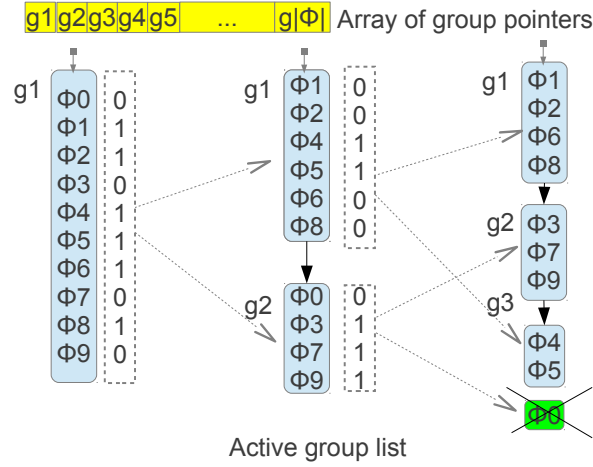 g1 g2 g3 g4 g5 ... g|Φ| Array of group pointers
g1
Φ0 0
Φ1 1
Φ2 1
Φ3 0
Φ4 1
Φ5 1
Φ6 1
Φ7 0
Φ8 1
Φ9 0
g1
Φ1 0
Φ2 0
Φ4 1
Φ5 1
Φ6 0
Φ8 0
g2
Φ0 0
Φ3 1
Φ7 1
Φ9 1
g1
Φ1
Φ2
Φ6
Φ8
g2
Φ3
Φ7
Φ9
g3
Φ4
Φ5
Φ0
Active group list